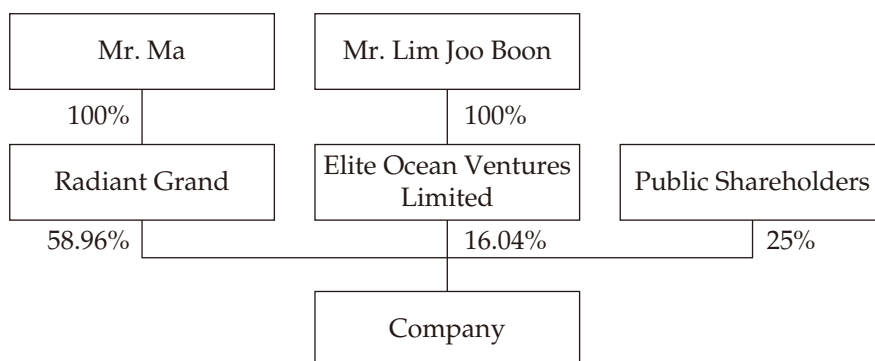 Mr. Ma
Mr. Lim Joo Boon
100%
100%
Radiant Grand
Elite Ocean Ventures
Limited
Public Shareholders
58.96%
16.04%
25%
Company